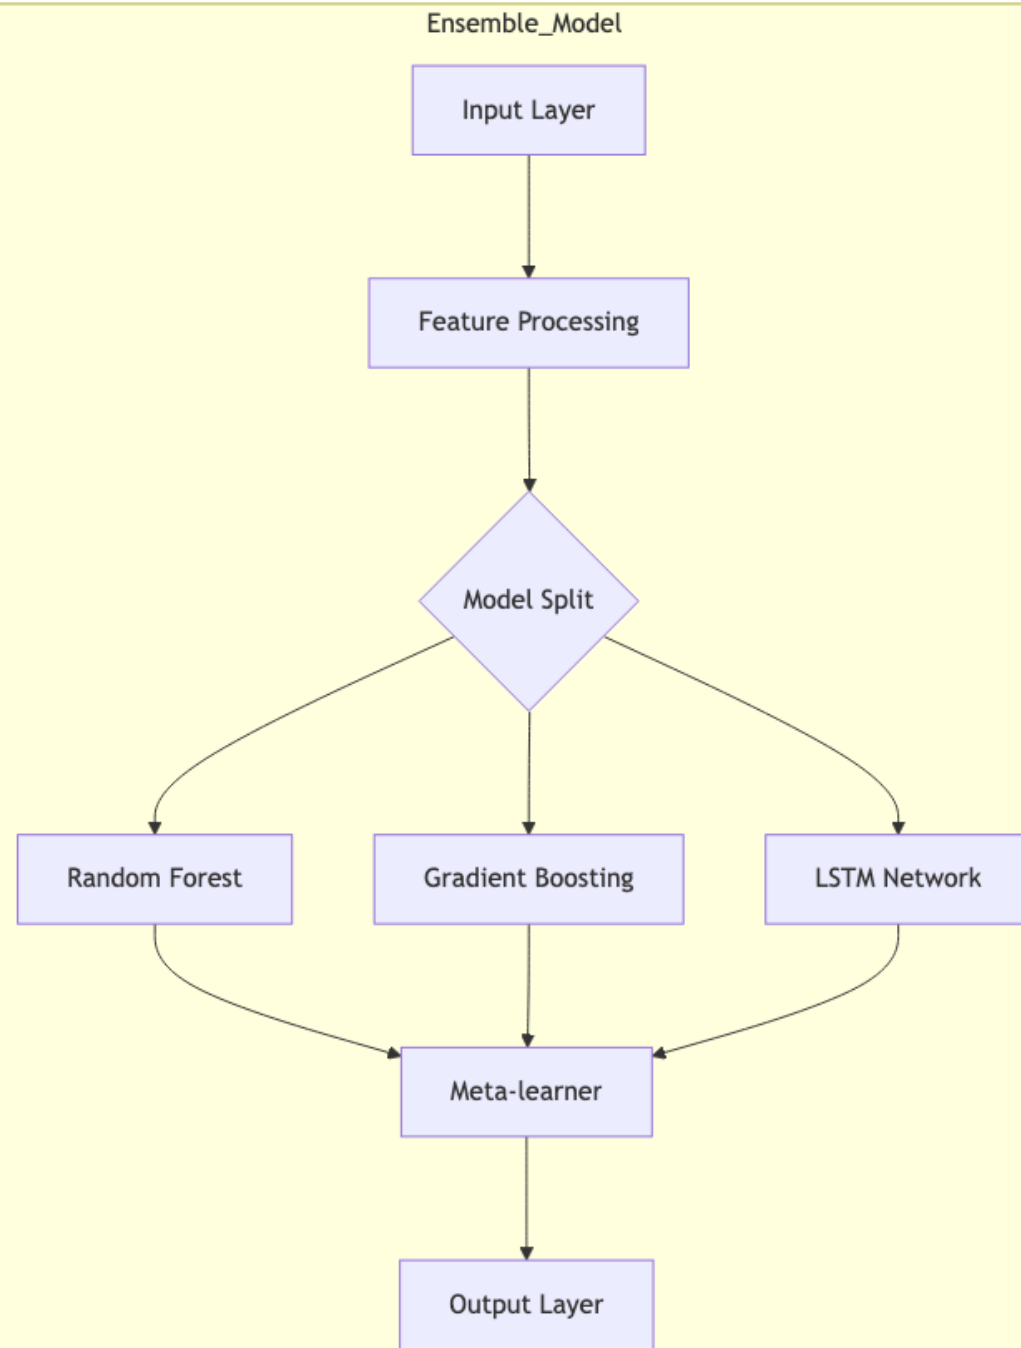 Ensemble_Model
Input Layer
Feature Processing
Model Split
Random Forest
Gradient Boosting
LSTM Network
Meta-learner
Output Layer